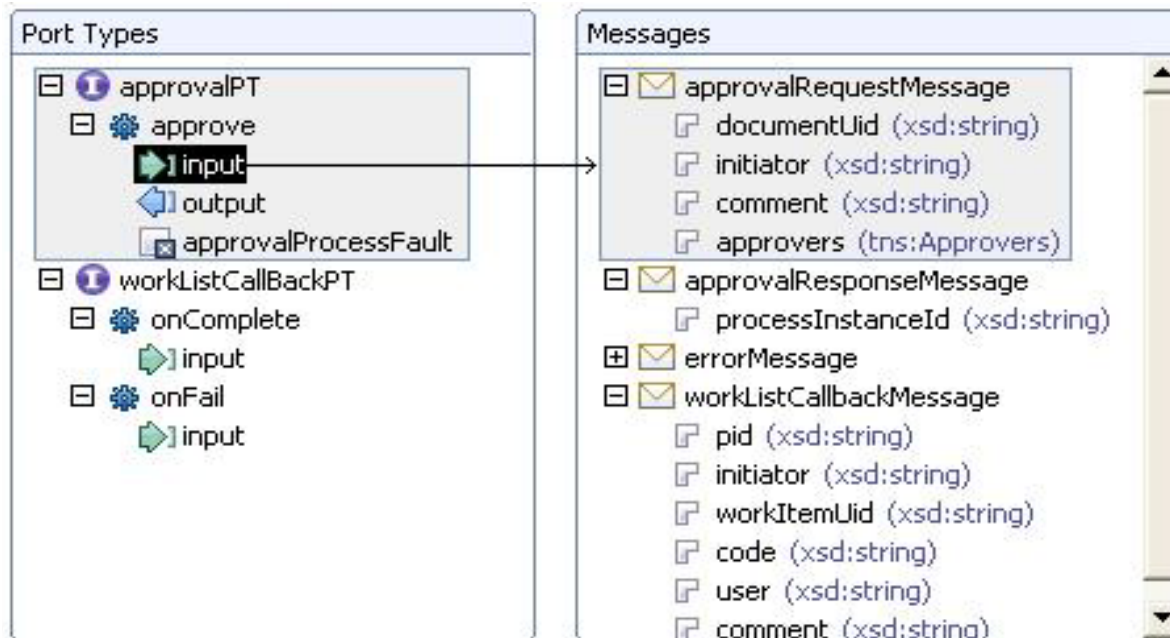 Port Types
approvalPT
approve
input
output
approvalProcessFault
workListCallBackPT
onComplete
input
onFail
input
Messages
approvalRequestMessage
documentUid (xsd:string)
initiator (xsd:string)
comment (xsd:string)
approvers (tns:Approvers)
approvalResponseMessage
processInstanceId (xsd:string)
errorMessage
workListCallbackMessage
pid (xsd:string)
initiator (xsd:string)
workItemUid (xsd:string)
code (xsd:string)
user (xsd:string)
comment (xsd:string)